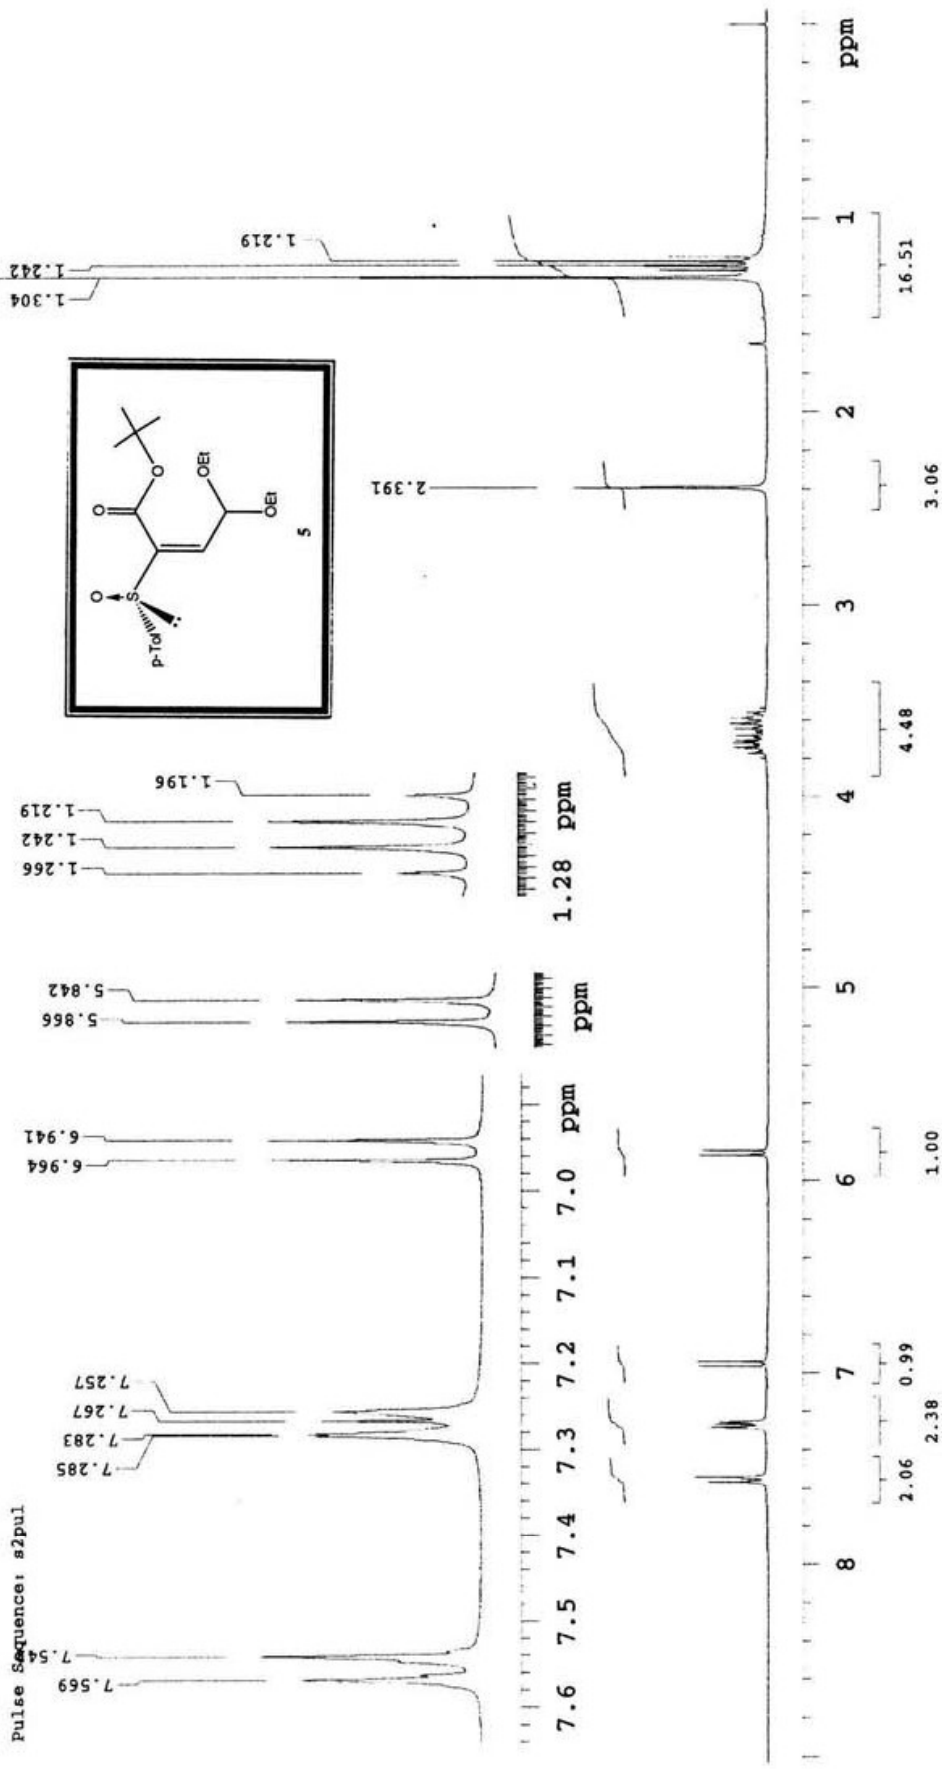 Pulse Sequence: s2pul
7.569
7.54
7.285
7.283
7.267
7.257
6.964
6.941
5.866
5.842
1.266
1.242
1.219
1.196
1.304
1.242
1.219
2.391
7.6 7.5 7.4 7.3 7.2 7.1 7.0 ppm
ppm
1.28 ppm
O
O
S
p-Tol
O
OEt
OEt
5
8 7 6 5 4 3 2 1 ppm
2.06
2.38
0.99
1.00
4.48
3.06
16.51